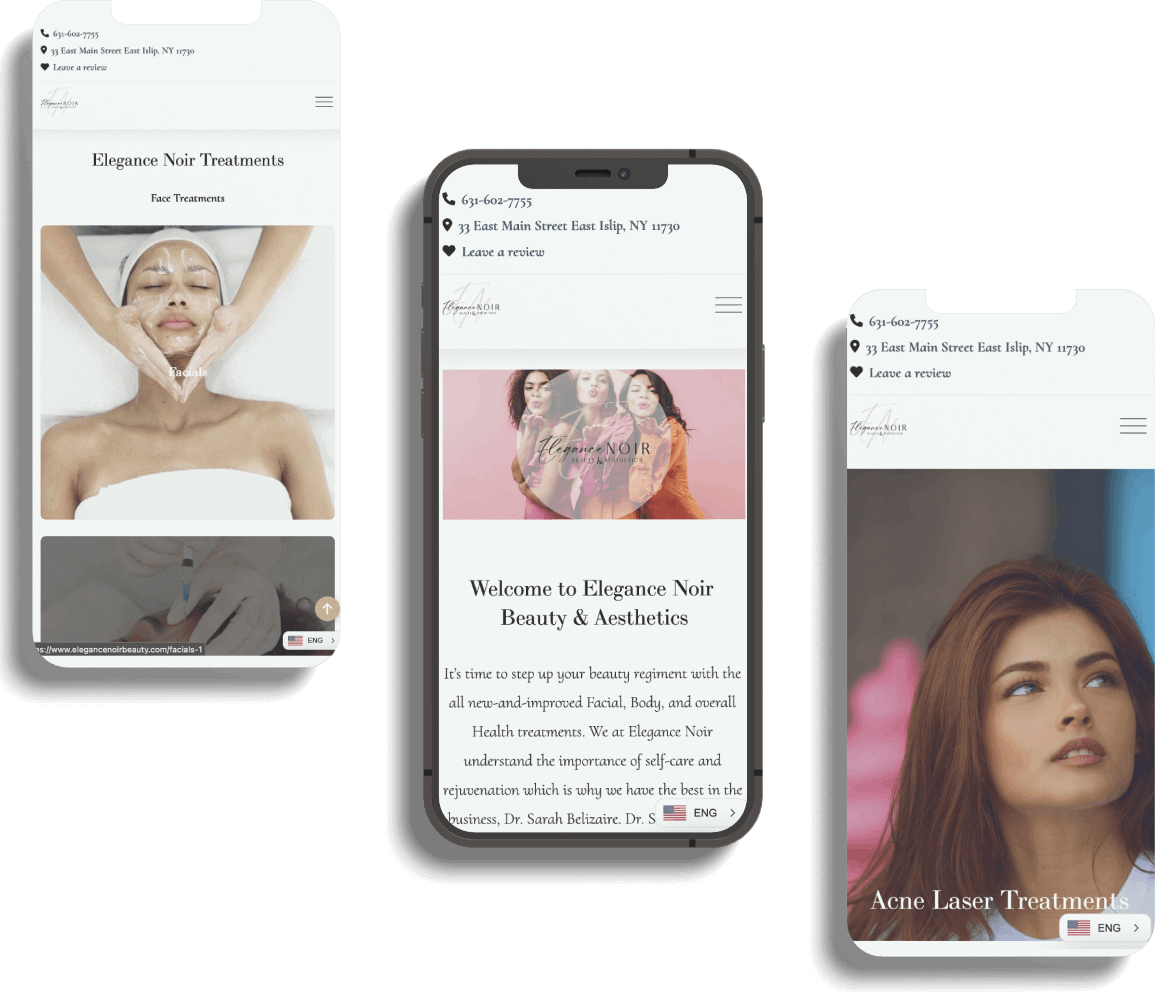 631-602-7755
33 East Main Street East Islip, NY 11730
Leave a review
Elegance NOIR
Elegance Noir Treatments
Face Treatments
Facials
ENG
ps://www.elegancenoirbeauty.com/facials-1
631-602-7755
33 East Main Street East Islip, NY 11730
Leave a review
Elegance NOIR
BEAUTY & AESTHETICS
Elegance NOIR
BEAUTY & AESTHETICS
Welcome to Elegance Noir
Beauty & Aesthetics
It's time to step up your beauty regiment with the
all new-and-improved Facial, Body, and overall
Health treatments. We at Elegance Noir
understand the importance of self-care and
rejuvenation which is why we have the best in the
business, Dr. Sarah Belizaire. Dr. S
ENG
631-602-7755
33 East Main Street East Islip, NY 11730
Leave a review
Elegance NOIR
BEAUTY & AESTHETICS
Acne Laser Treatments
ENG